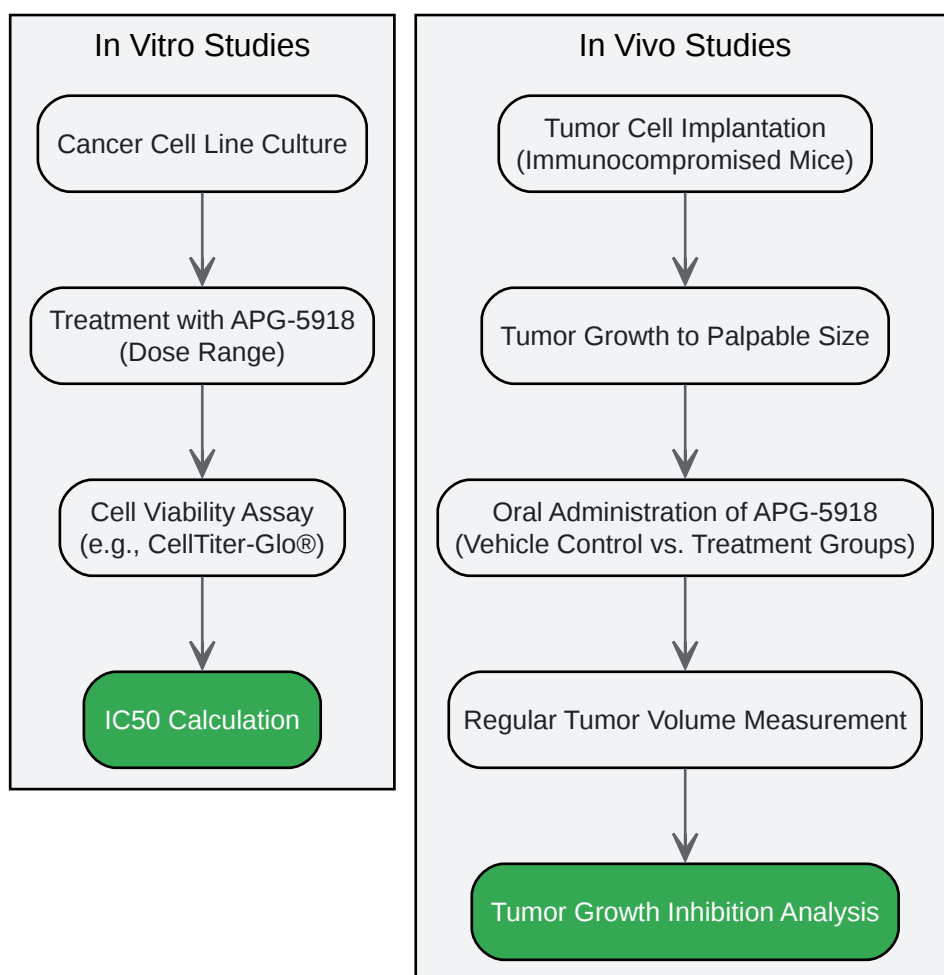 In Vitro Studies
Cancer Cell Line Culture
Treatment with APG-5918
(Dose Range)
Cell Viability Assay
(e.g., CellTiter-Glo®)
IC50 Calculation
In Vivo Studies
Tumor Cell Implantation
(Immunocompromised Mice)
Tumor Growth to Palpable Size
Oral Administration of APG-5918
(Vehicle Control vs. Treatment Groups)
Regular Tumor Volume Measurement
Tumor Growth Inhibition Analysis